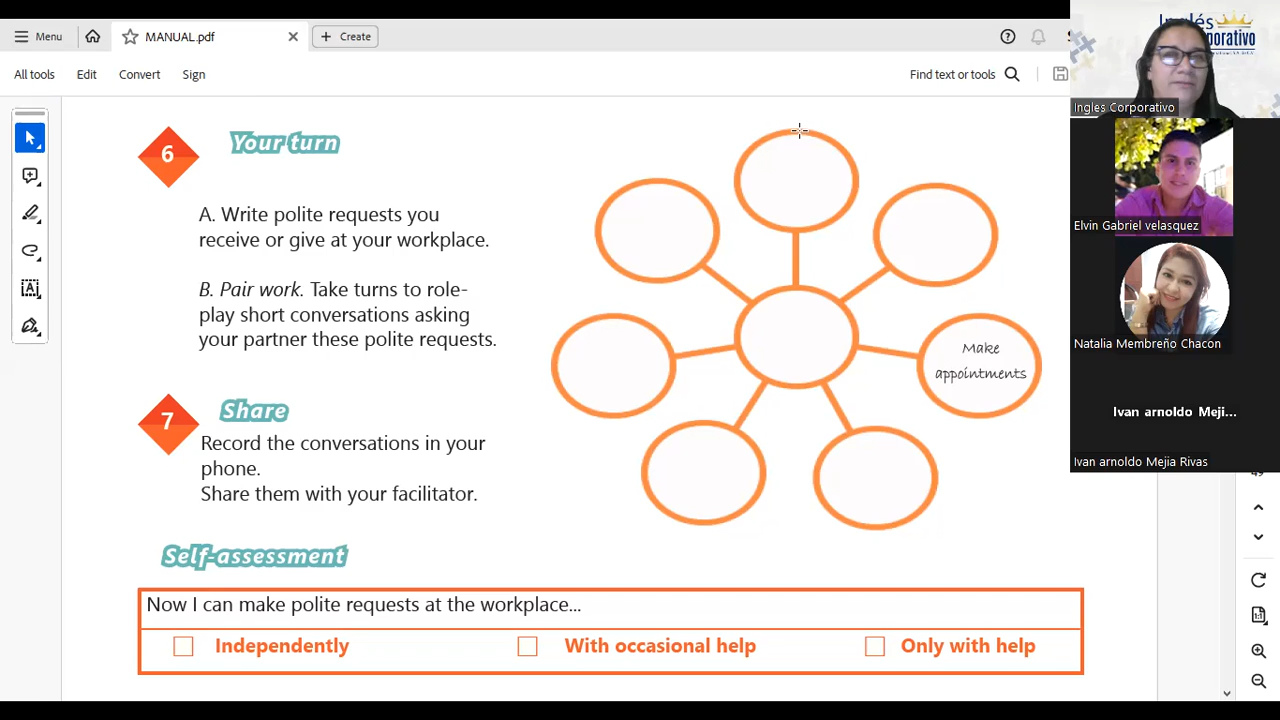 Menu
MANUAL.pdf
Create
All tools
Edit
Convert
Sign
Find text or tools
6
Your turn
A. Write polite requests you
receive or give at your workplace.
B. Pair work. Take turns to role-
play short conversations asking
your partner these polite requests.
Make
appointments
7
Share
Record the conversations in your
phone.
Share them with your facilitator.
Self-assessment
Now I can make polite requests at the workplace...
Independently
With occasional help
Only with help
Ingles Corporativo
Elvin Gabriel velasquez
Natalia Membreño Chacon
Ivan arnoldo Meji...
Ivan arnoldo Mejia Rivas